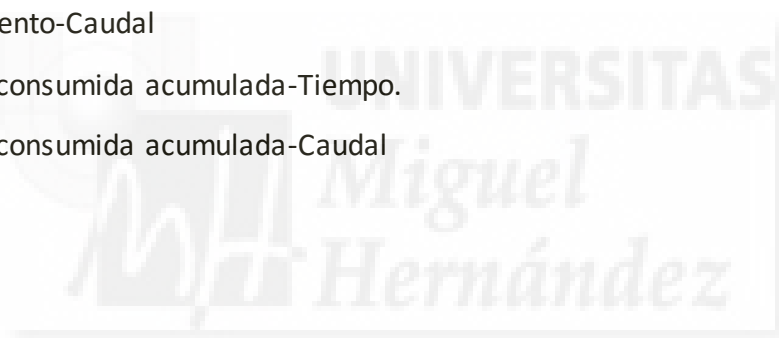 ento-Caudal
consumida acumulada-Tiempo.
consumida acumulada-Caudal
UNIVERSITAS
Miguel
Hernández